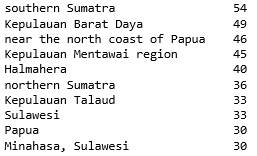 southern Sumatra 54
Kepulauan Barat Daya 49
near the north coast of Papua 46
Kepulauan Mentawai region 45
Halmahera 40
northern Sumatra 36
Kepulauan Talaud 33
Sulawesi 33
Papua 30
Minahasa, Sulawesi 30